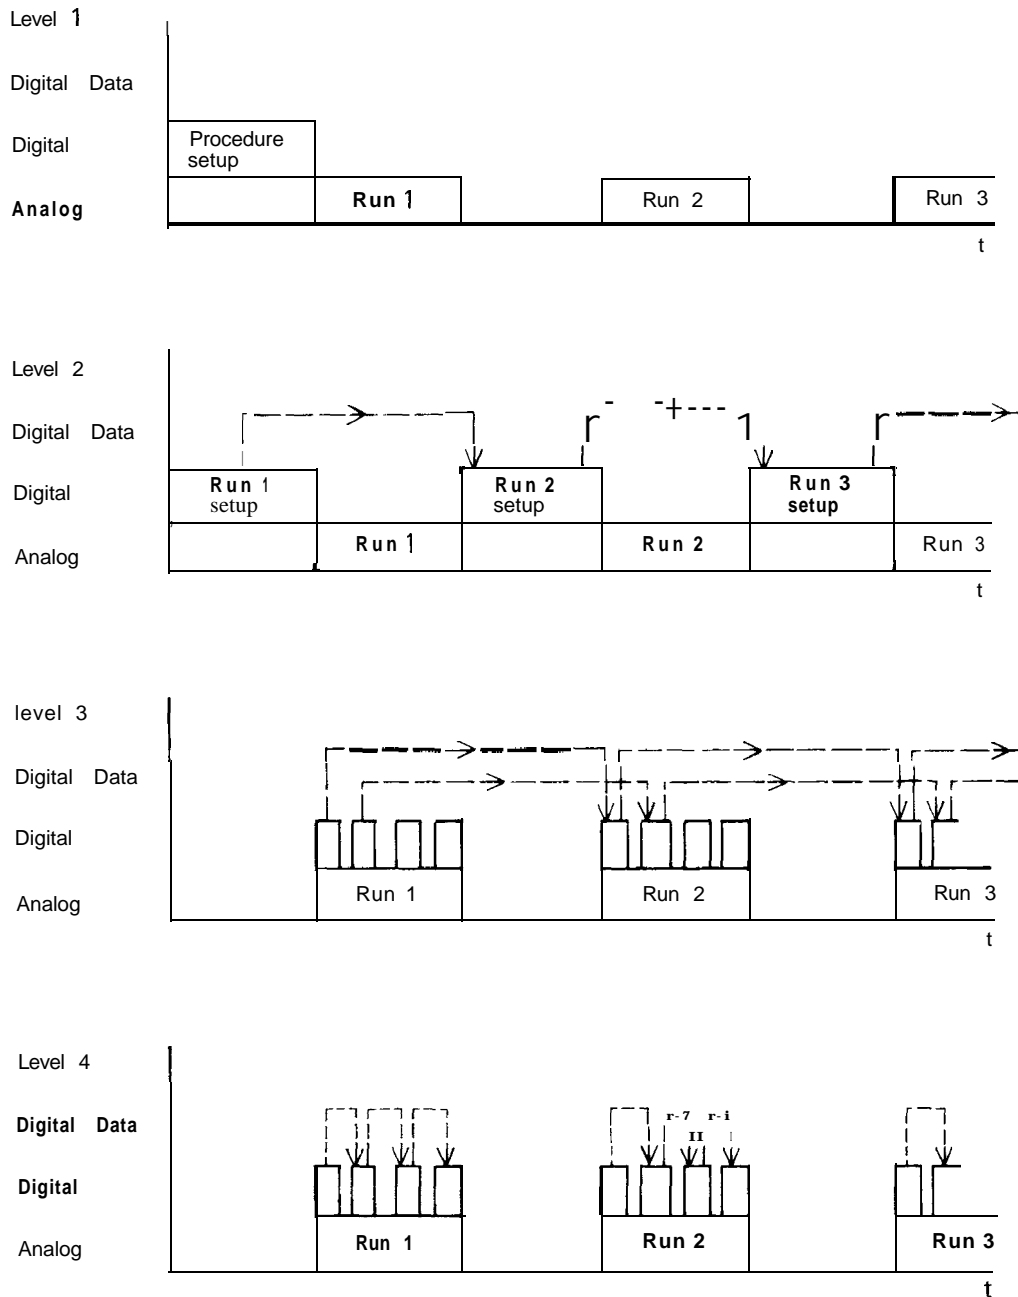 Level 1
Digital Data
Digital
Procedure
setup
Analog
Run 1
Run 2
Run 3
t
Level 2
Digital Data
Digital
Run 1
setup
Run 2
setup
Run 3
setup
Analog
Run 1
Run 2
Run 3
t
level 3
Digital Data
Digital
Analog
Run 1
Run 2
Run 3
t
Level 4
Digital Data
Digital
Analog
Run 1
Run 2
Run 3
t